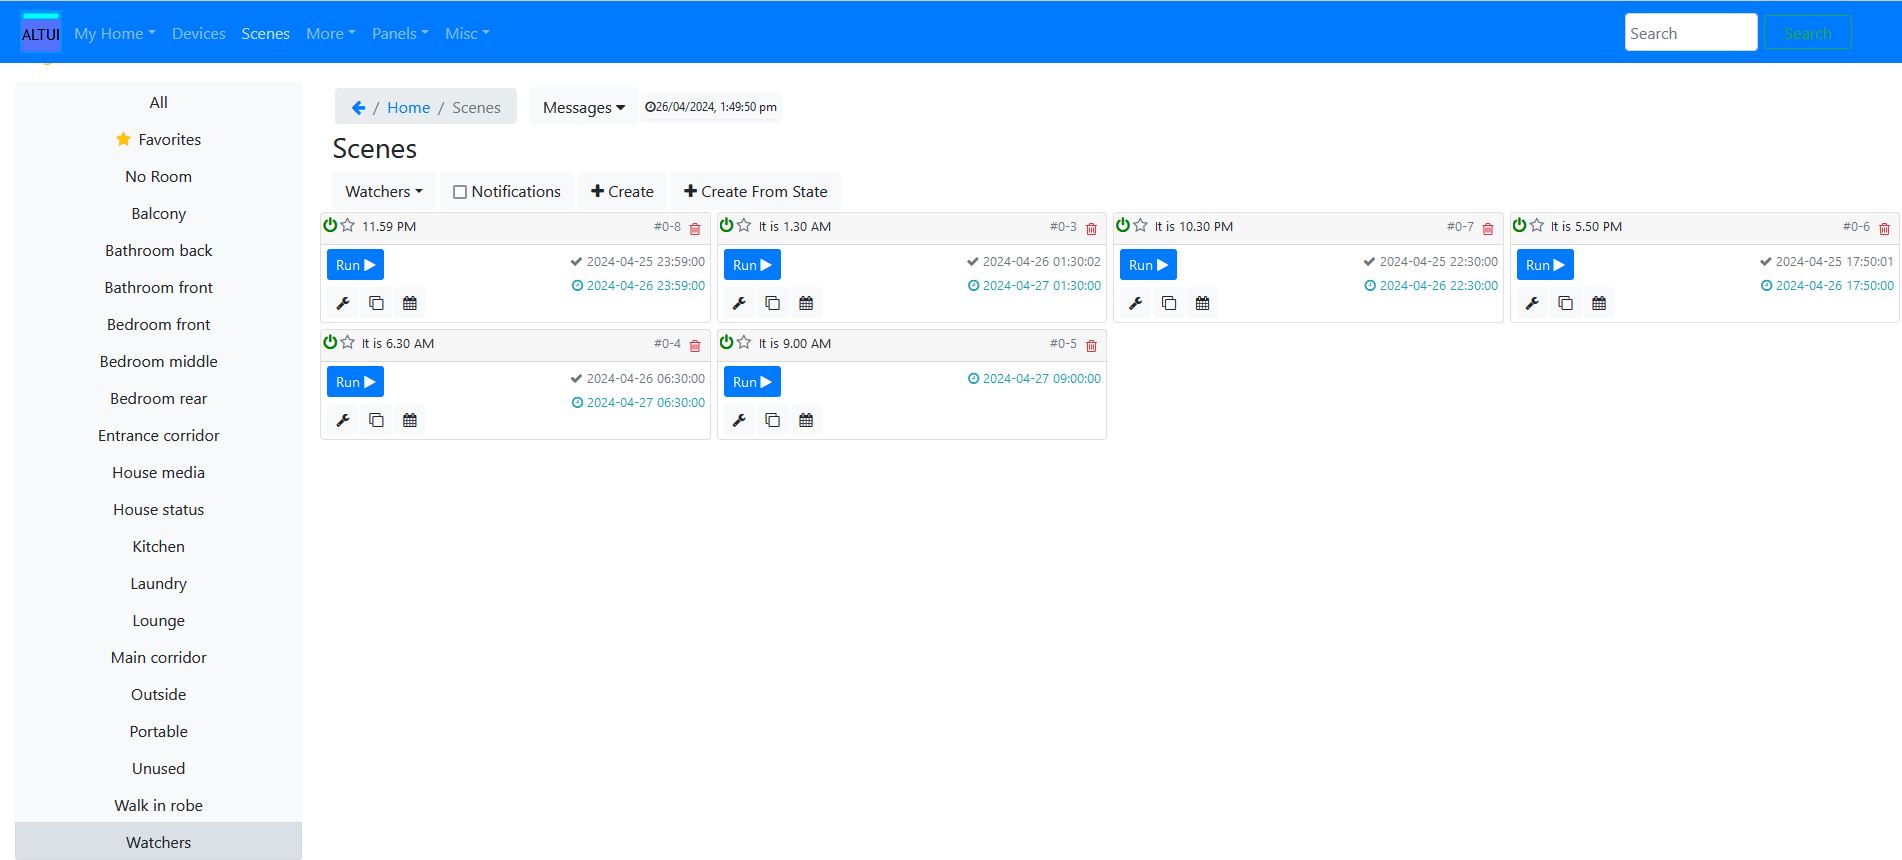 ALTUI My Home Devices Scenes More Panels Misc Search Search
All
Favorites
No Room
Balcony
Bathroom back
Bathroom front
Bedroom front
Bedroom middle
Bedroom rear
Entrance corridor
House media
House status
Kitchen
Laundry
Lounge
Main corridor
Outside
Portable
Unused
Walk in robe
Watchers
/ Home / Scenes Messages 26/04/2024, 1:49:50 pm
Scenes
Watchers Notifications Create Create From State
11.59 PM #0-8
Run 2024-04-25 23:59:00
2024-04-26 23:59:00
It is 1.30 AM #0-3
Run 2024-04-26 01:30:02
2024-04-27 01:30:00
It is 10.30 PM #0-7
Run 2024-04-25 22:30:00
2024-04-26 22:30:00
It is 5.50 PM #0-6
Run 2024-04-25 17:50:01
2024-04-26 17:50:00
It is 6.30 AM #0-4
Run 2024-04-26 06:30:00
2024-04-27 06:30:00
It is 9.00 AM #0-5
Run 2024-04-27 09:00:00